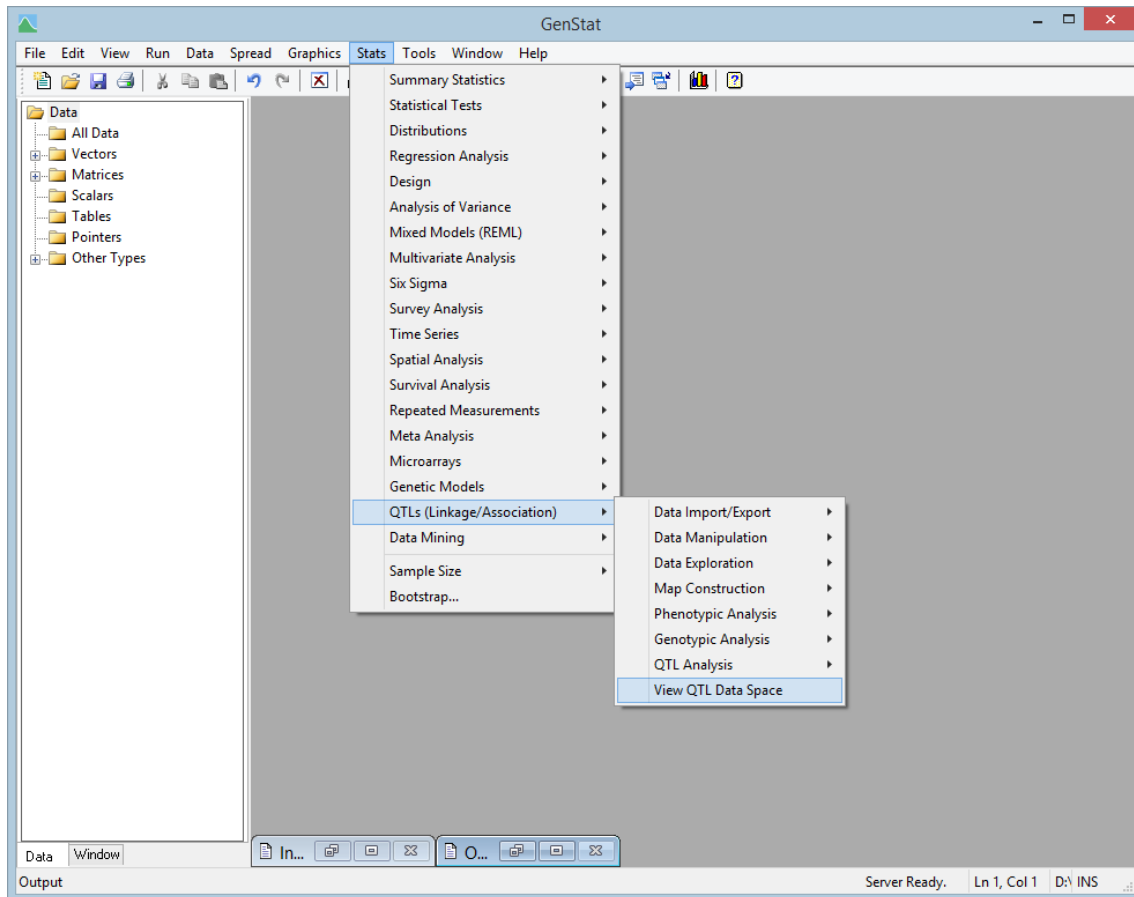 GenStat
File Edit View Run Data Spread Graphics Stats Tools Window Help
Data
All Data
Vectors
Matrices
Scalars
Tables
Pointers
Other Types
Summary Statistics
Statistical Tests
Distributions
Regression Analysis
Design
Analysis of Variance
Mixed Models (REML)
Multivariate Analysis
Six Sigma
Survey Analysis
Time Series
Spatial Analysis
Survival Analysis
Repeated Measurements
Meta Analysis
Microarrays
Genetic Models
QTLs (Linkage/Association)
Data Mining
Sample Size
Bootstrap...
Data Import/Export
Data Manipulation
Data Exploration
Map Construction
Phenotypic Analysis
Genotypic Analysis
QTL Analysis
View QTL Data Space
In... O...
Data Window
Output Server Ready. Ln 1, Col 1 D:\ INS